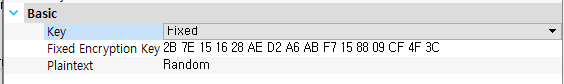 Basic
Key Fixed
Fixed Encryption Key 2B 7E 15 16 28 AE D2 A6 AB F7 15 88 09 CF 4F 3C
Plaintext Random